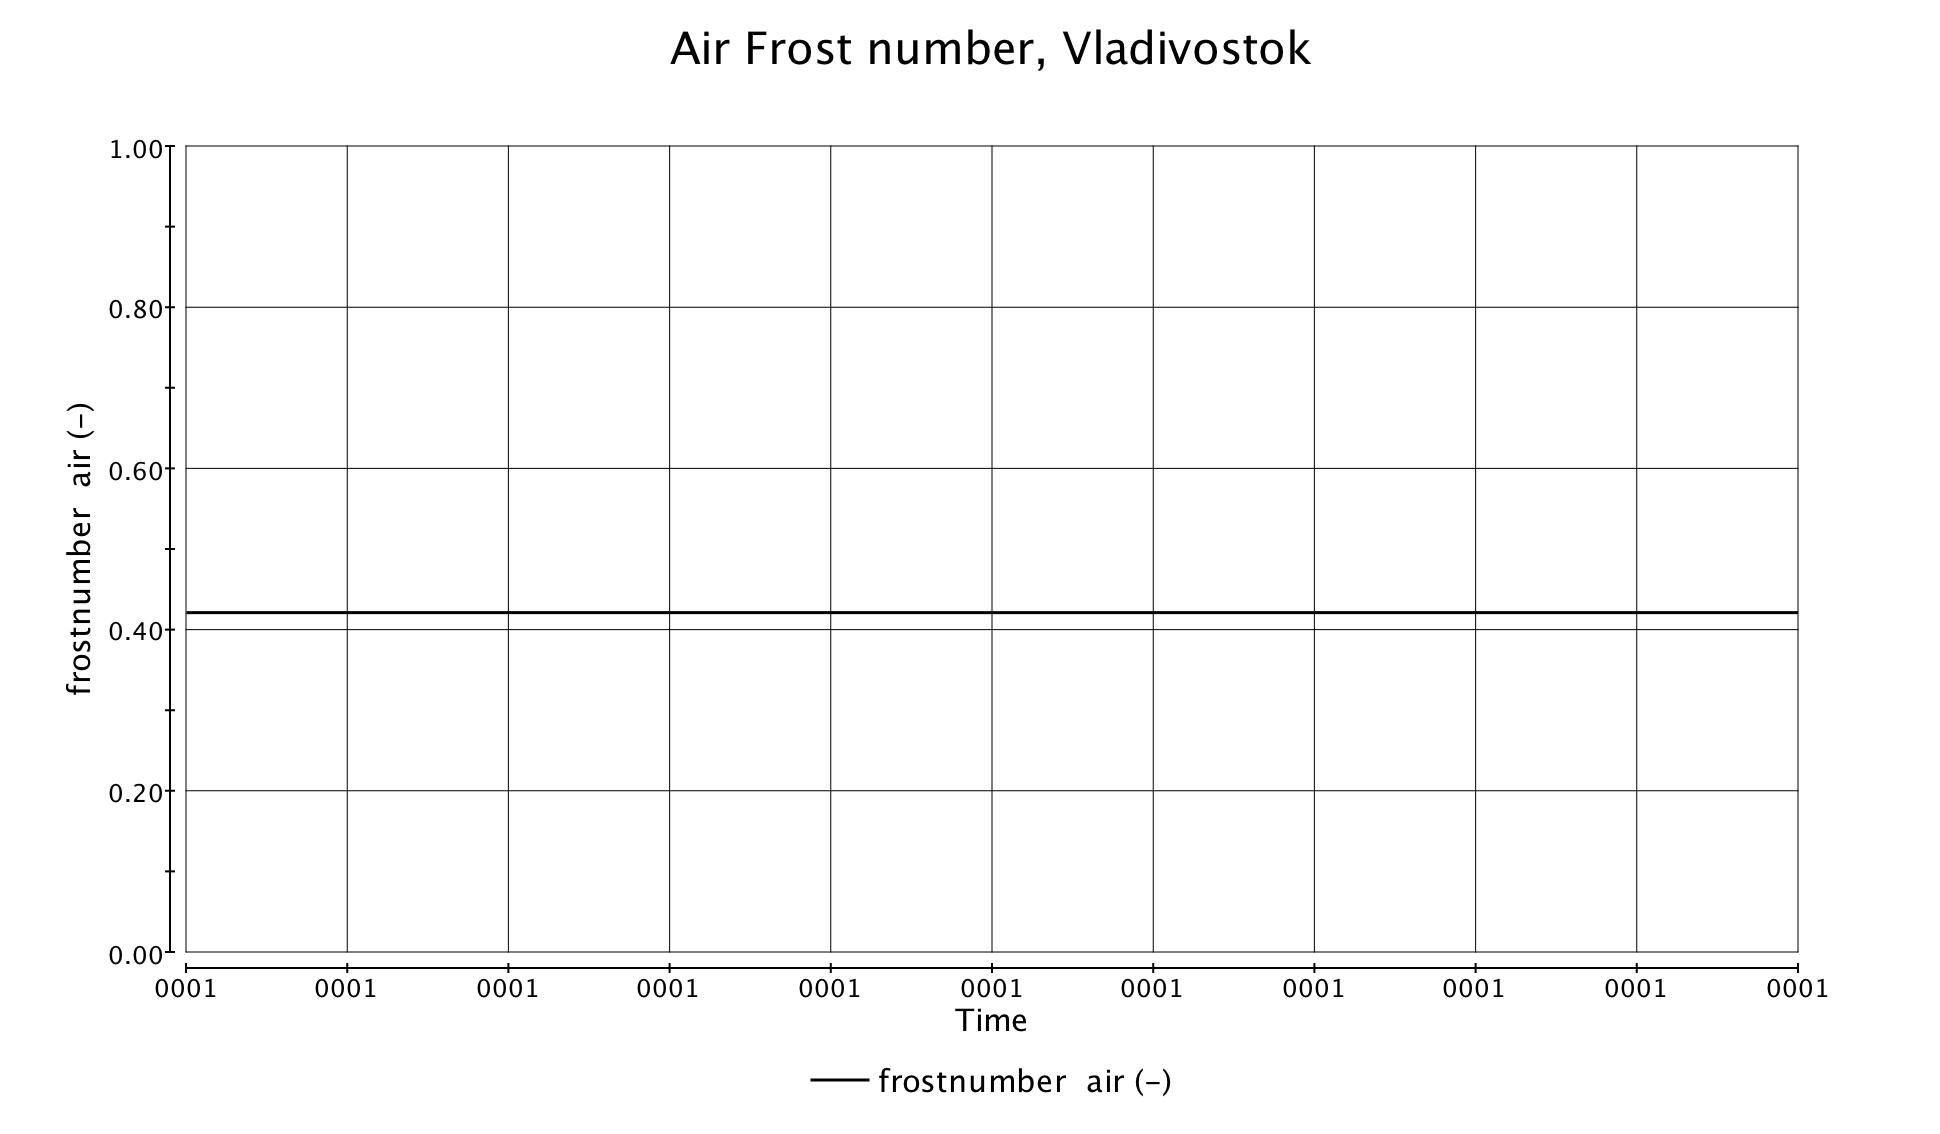 Air Frost number, Vladivostok
1.00
0.80
0.60
0.40
0.20
0.00
frostnumber  air (-)
0001 0001 0001 0001 0001 0001 0001 0001 0001 0001 0001
Time
frostnumber  air (-)